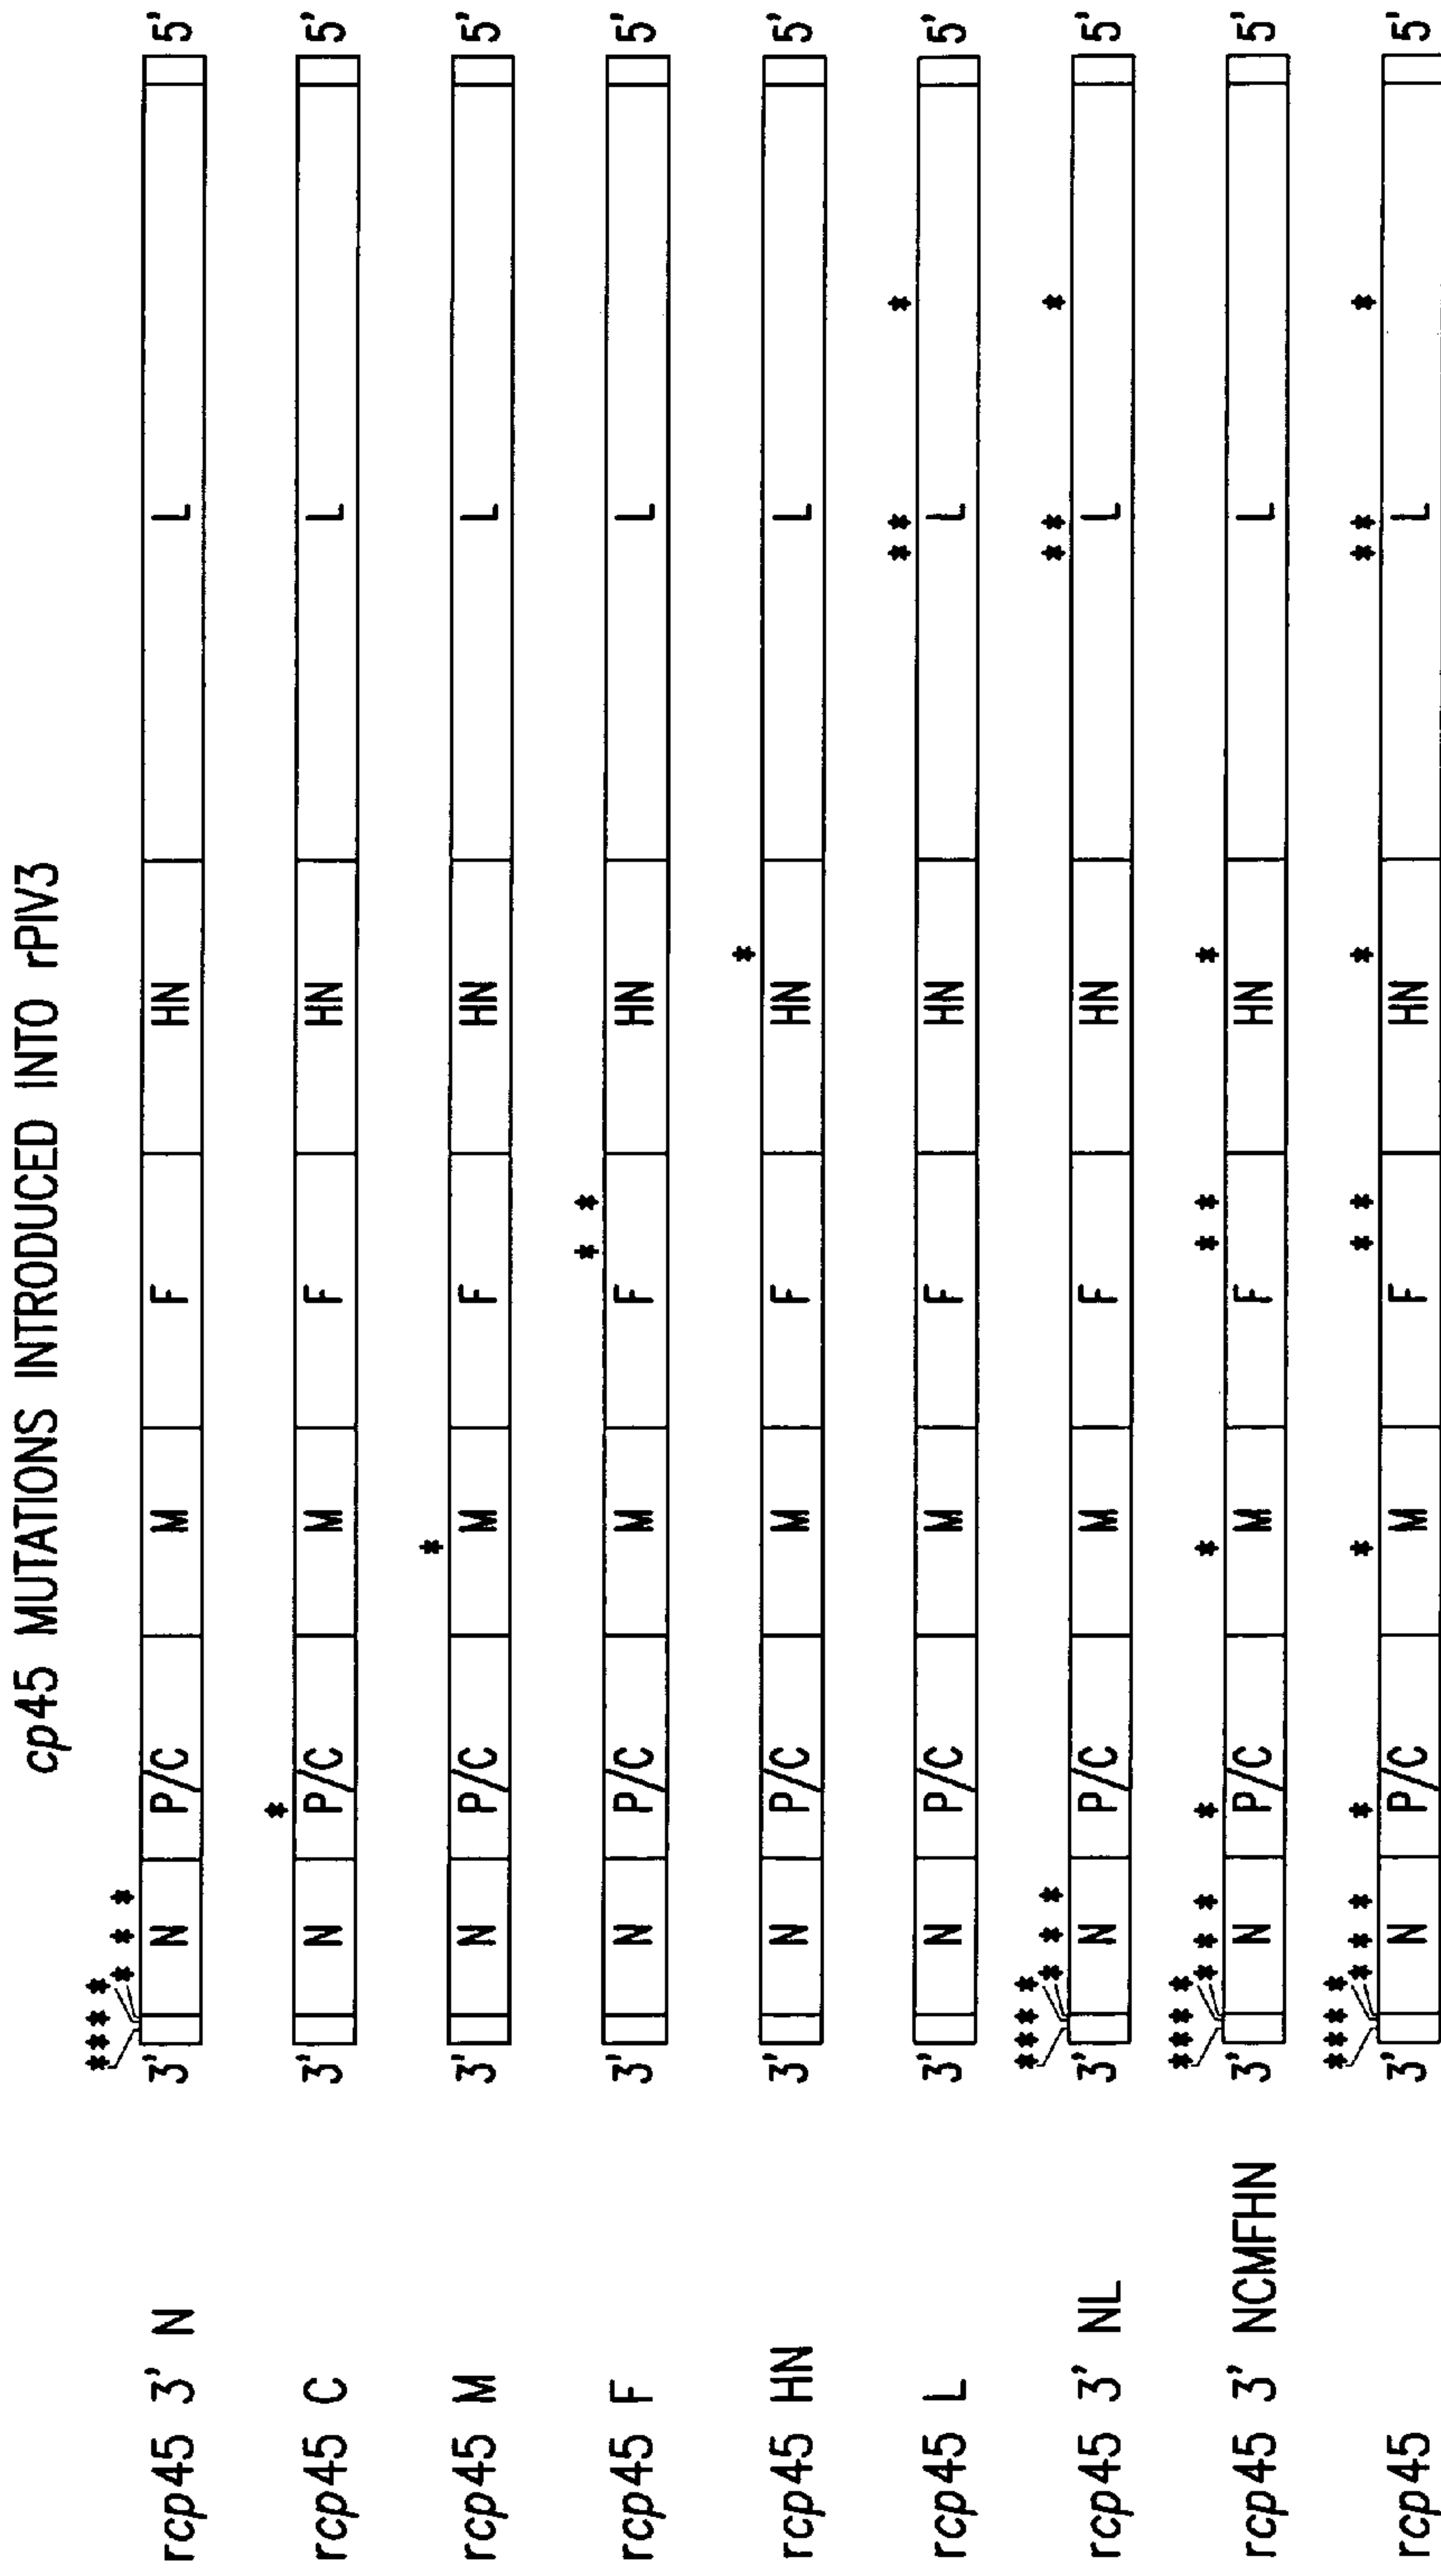 cp45 MUTATIONS INTRODUCED INTO rPIV3
rcp45 3' N 3' *** * * * * N P/C M F HN L 5'
rcp45 C 3' N * P/C M F HN L 5'
rcp45 M 3' N P/C * M F HN L 5'
rcp45 F 3' N P/C M F * * HN L 5'
rcp45 HN 3' N P/C M F HN * L 5'
rcp45 L 3' N P/C M F HN ** L * 5'
rcp45 3' NL 3' *** * * * * N P/C M F HN ** L * 5'
rcp45 3' NCMFHN 3' *** * * * * N * P/C * M F * * HN * L 5'
rcp45 3' *** * * * * N * P/C * M F * * HN * ** L * 5'